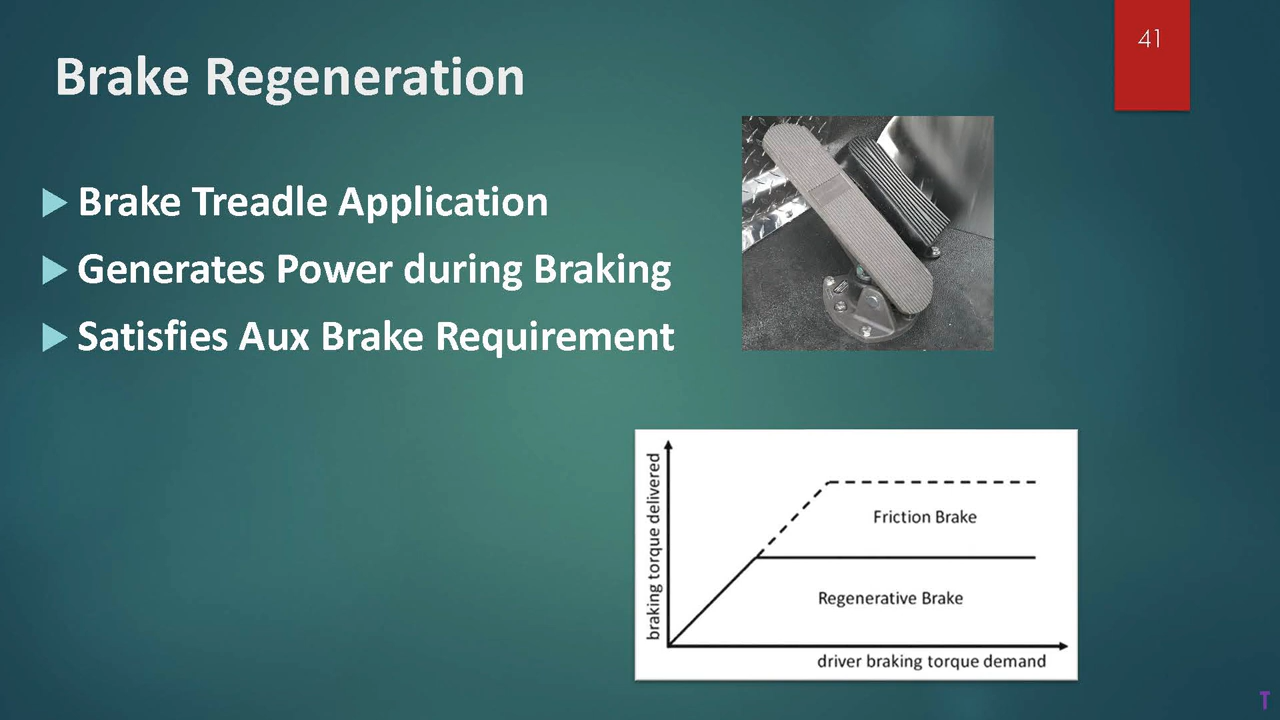 41
Brake Regeneration
Brake Treadle Application
Generates Power during Braking
Satisfies Aux Brake Requirement
braking torque delivered
Friction Brake
Regenerative Brake
driver braking torque demand
T